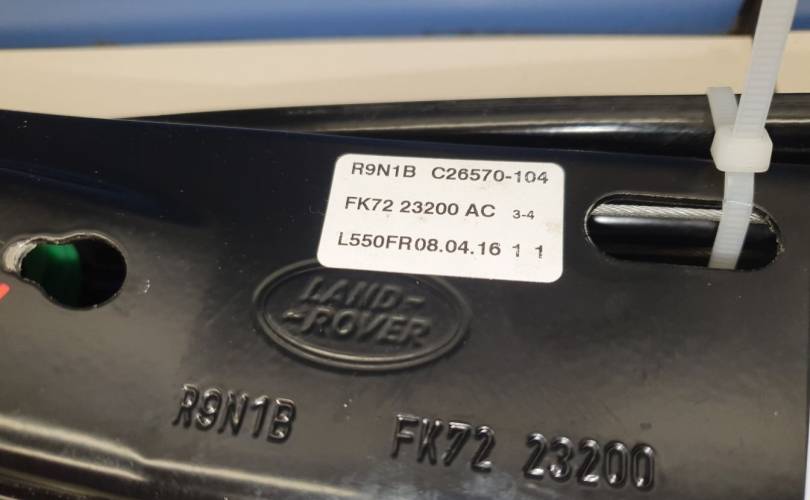 R9N1B C26570-104
FK72 23200 AC 3-4
L550FR08.04.16 1 1
LAND-
-ROVER
R9N1B FK72 23200